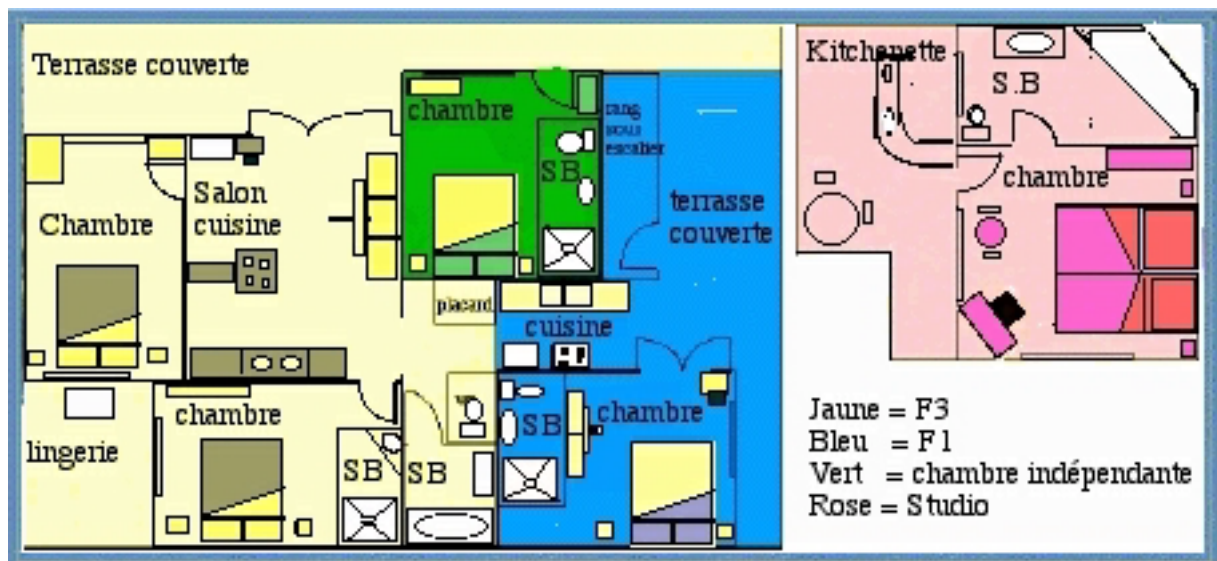 Terrasse couverte
Chambre
Salon
cuisine
chambre
SB
rang
sous
escalier
terrasse
couverte
placard
cuisine
lingerie
chambre
SB
SB
SB
chambre
Kitchenette
S.B
chambre
Jaune = F3
Bleu = F1
Vert = chambre indépendante
Rose = Studio